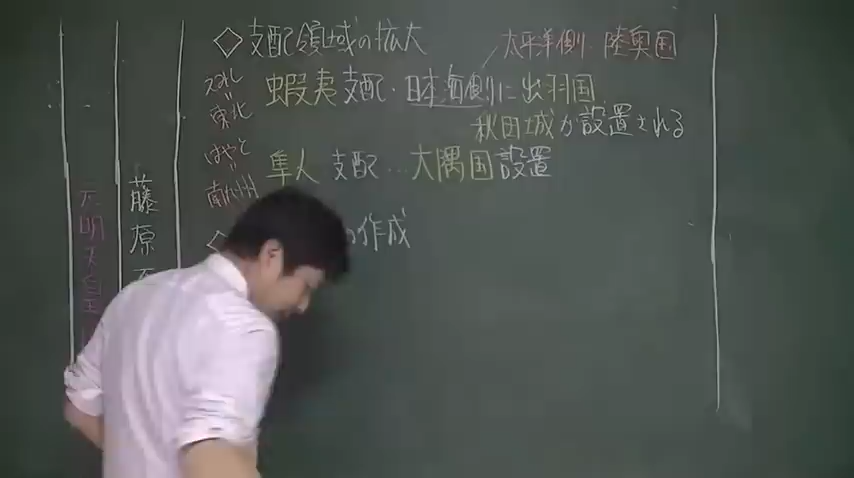 ◇支配領域の拡大
太平洋側・陸奥国
蝦夷支配・日本海側に出羽国
秋田城が設置される
えみし
=
東北
隼人 支配…大隅国設置
はやと
=
南九州
の作成
藤原
元明天皇